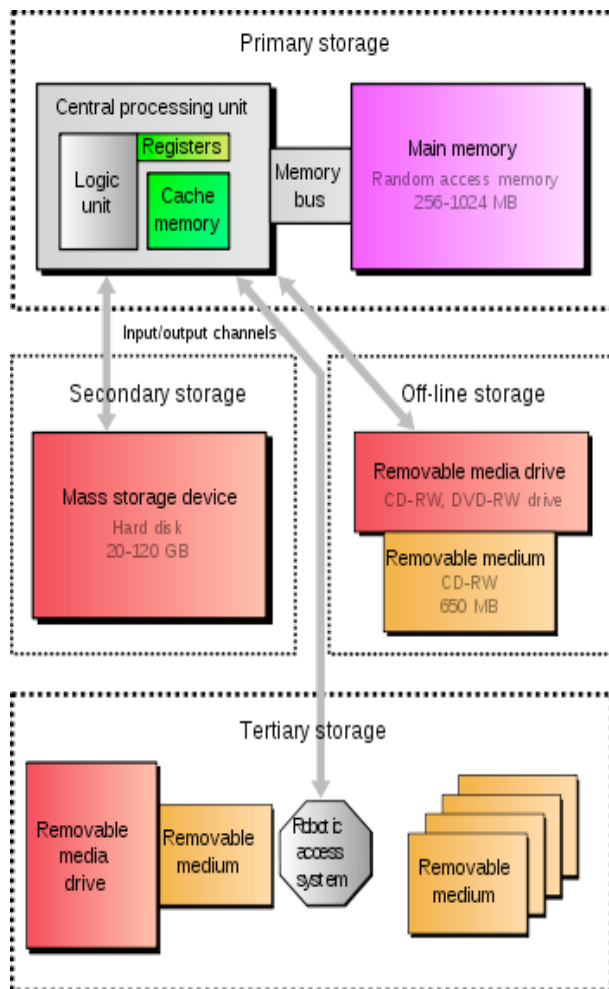 Primary storage
Central processing unit
Registers
Logic
unit
Cache
memory
Memory
bus
Main memory
Random access memory
256-1024 MB
Input/output channels
Secondary storage
Mass storage device
Hard disk
20-120 GB
Off-line storage
Removable media drive
CD-RW, DVD-RW drive
Removable medium
CD-RW
650 MB
Tertiary storage
Removable
media
drive
Removable
medium
Robotic
access
system
Removable
medium